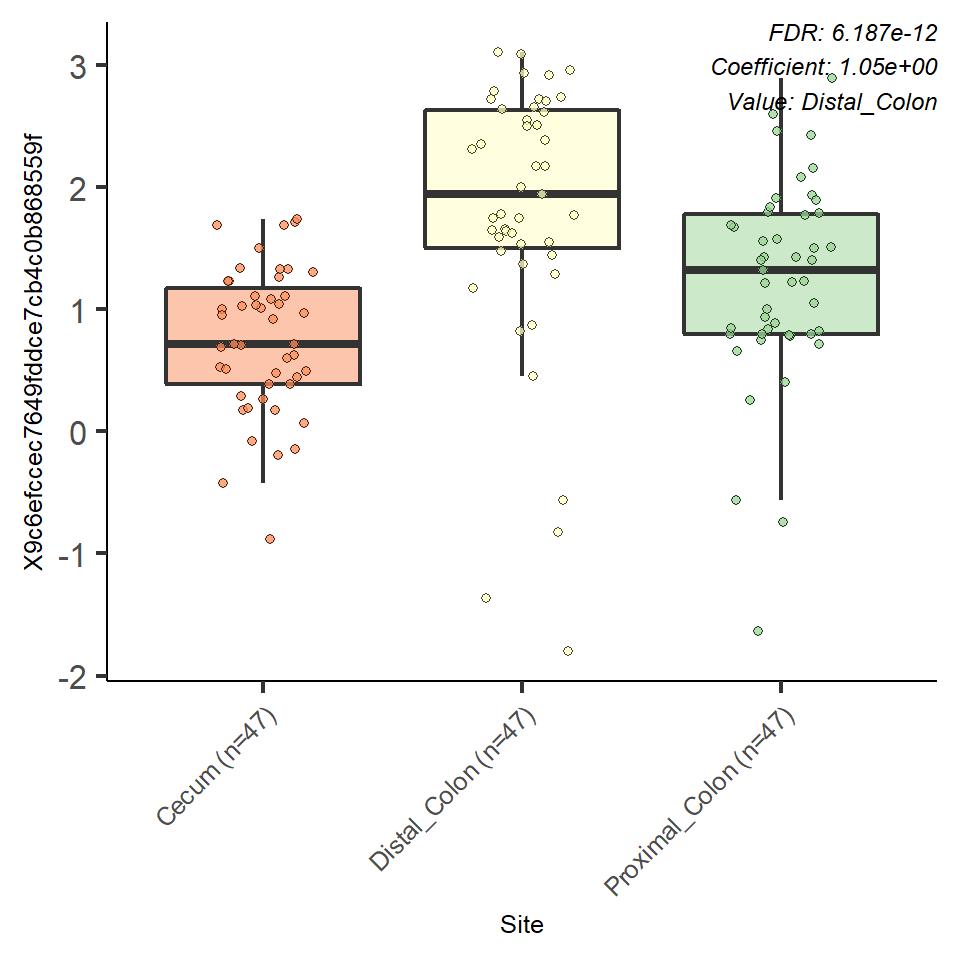 FDR: 6.187e-12
Coefficient: 1.05e+00
Value: Distal_Colon
X9c6efccec7649fddce7cb4c0b868559f
3
2
1
0
-1
-2
Cecum (n=47)
Distal_Colon (n=47)
Proximal_Colon (n=47)
Site